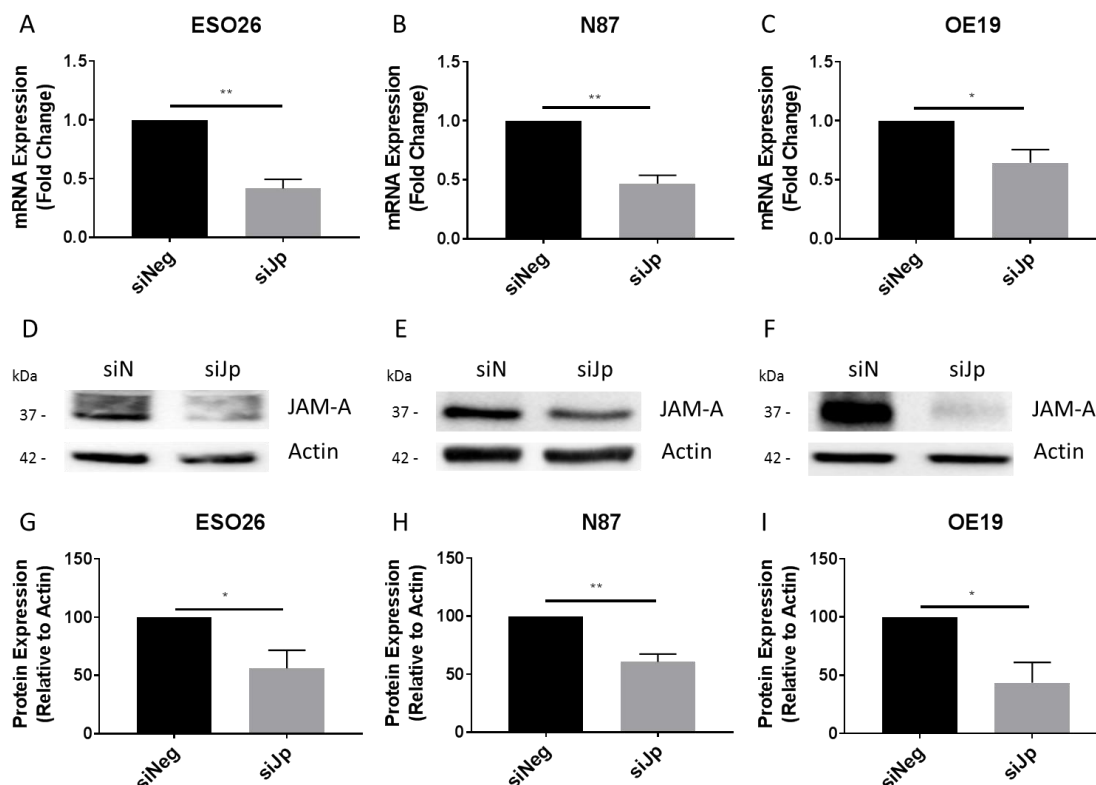 A
ESO26
mRNA Expression
(Fold Change)
1.5
1.0
0.5
0.0
**
siNeg
siJp
B
N87
mRNA Expression
(Fold Change)
1.5
1.0
0.5
0.0
**
siNeg
siJp
C
OE19
mRNA Expression
(Fold Change)
1.5
1.0
0.5
0.0
*
siNeg
siJp
D
kDa
siN siJp
37 - JAM-A
42 - Actin
E
kDa
siN siJp
37 - JAM-A
42 - Actin
F
kDa
siN siJp
37 - JAM-A
42 - Actin
G
ESO26
Protein Expression
(Relative to Actin)
150
100
50
0
*
siNeg
siJp
H
N87
Protein Expression
(Relative to Actin)
150
100
50
0
**
siNeg
siJp
I
OE19
Protein Expression
(Relative to Actin)
150
100
50
0
*
siNeg
siJp